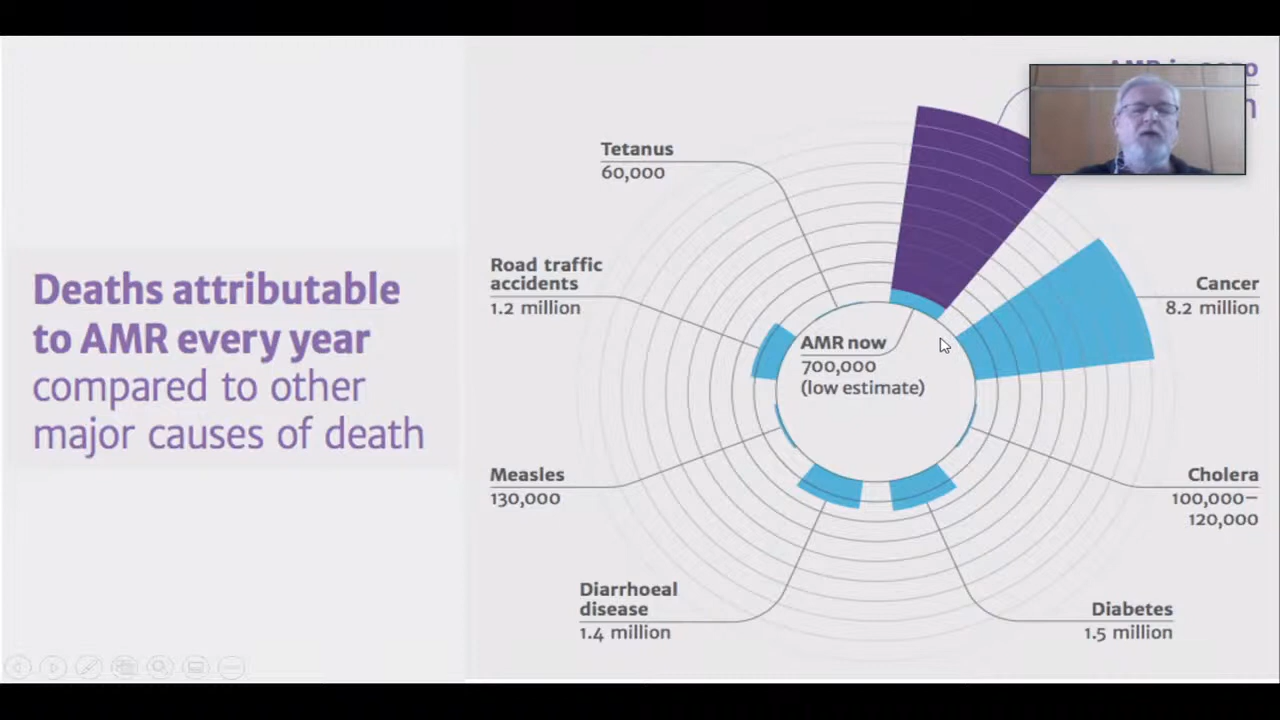 Deaths attributable
to AMR every year
compared to other
major causes of death
AMR
Tetanus
60,000
Road traffic
accidents
1.2 million
AMR now
700,000
(low estimate)
Cancer
8.2 million
Measles
130,000
Cholera
100,000–
120,000
Diarrhoeal
disease
1.4 million
Diabetes
1.5 million